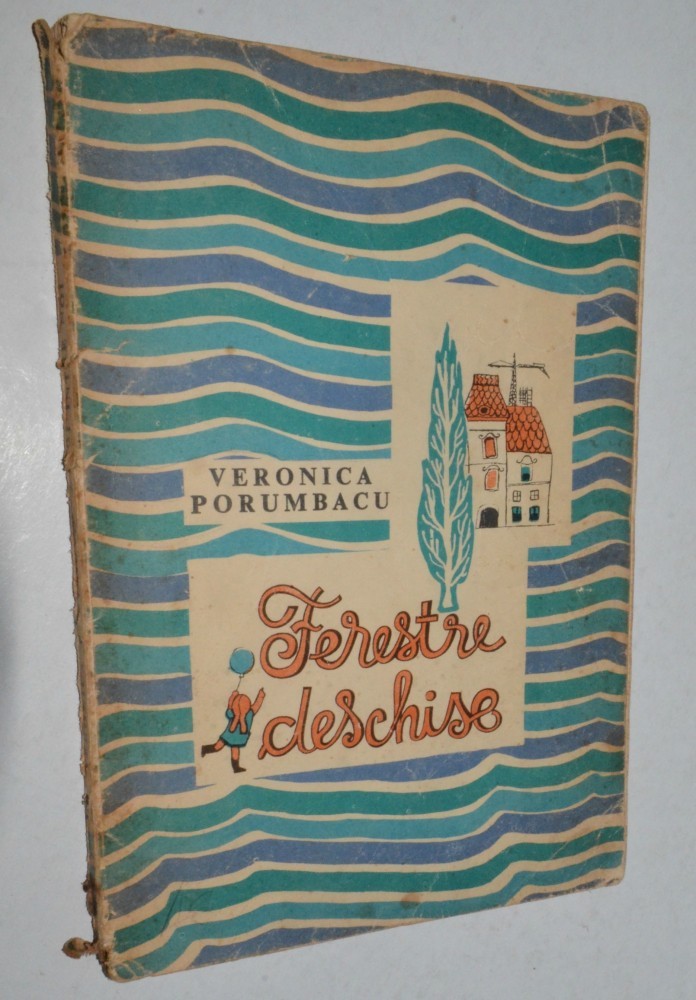 VERONICA
PORUMBACU
Ferestre
deschise